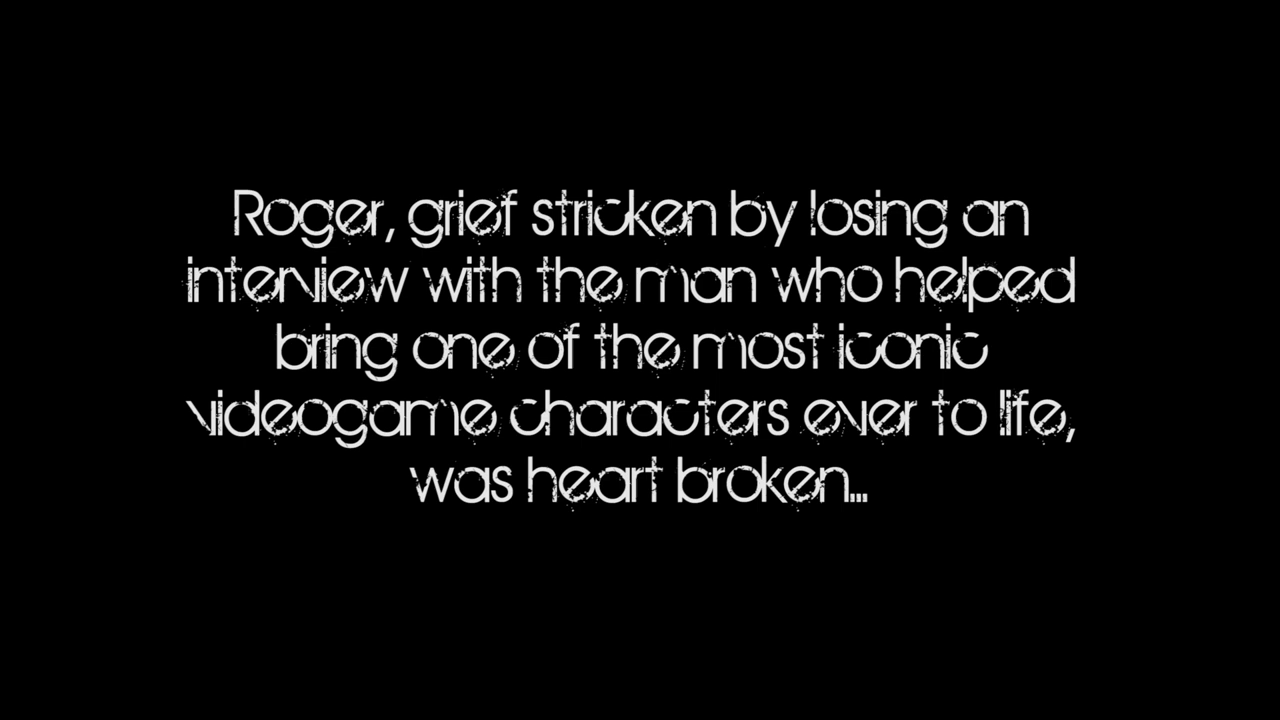 Roger, grief stricken by losing an
interview with the man who helped
bring one of the most iconic
videogame characters ever to life,
was heart broken...